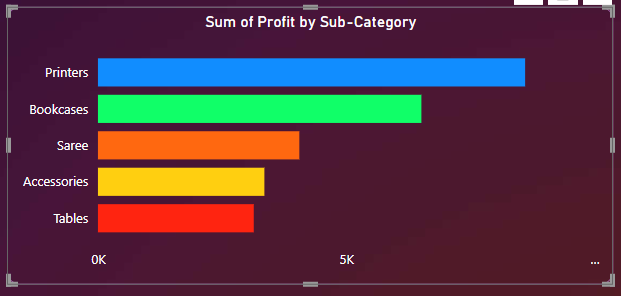 Sum of Profit by Sub-Category
Printers
Bookcases
Saree
Accessories
Tables
0K 5K ...